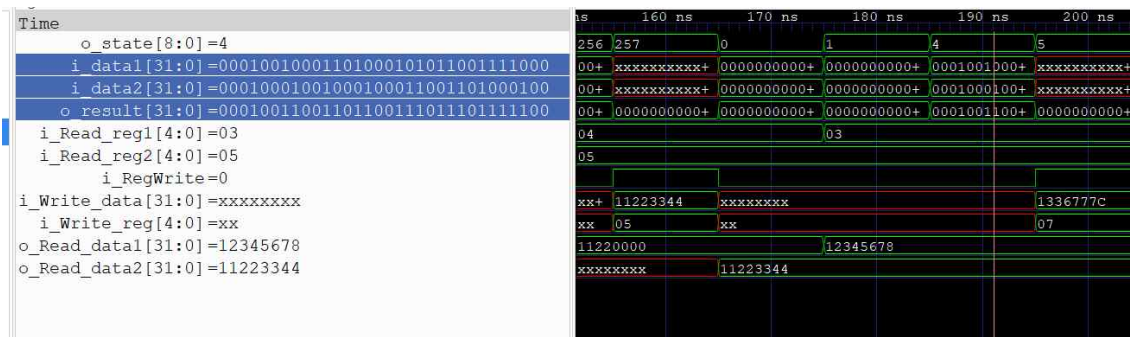 Time
ns 160 ns 170 ns 180 ns 190 ns 200 ns
o_state[8:0]=4 256 257 0 1 4 5
i_data1[31:0]=00010010001101000101011001111000 00+ xxxxxxxxxx+ 0000000000+ 0000000000+ 0001001000+ xxxxxxxxxx+
i_data2[31:0]=00010001001000100011001101000100 00+ xxxxxxxxxx+ 0000000000+ 0000000000+ 0001000100+ xxxxxxxxxx+
o_result[31:0]=00010011001101100111011101111100 00+ 0000000000+ 0000000000+ 0000000000+ 0001001100+ 0000000000+
i_Read_reg1[4:0]=03 04 03
i_Read_reg2[4:0]=05 05
i_RegWrite=0
i_Write_data[31:0]=xxxxxxxx xx+ 11223344 xxxxxxxx 1336777C
i_Write_reg[4:0]=xx xx 05 xx 07
o_Read_data1[31:0]=12345678 11220000 12345678
o_Read_data2[31:0]=11223344 xxxxxxxx 11223344